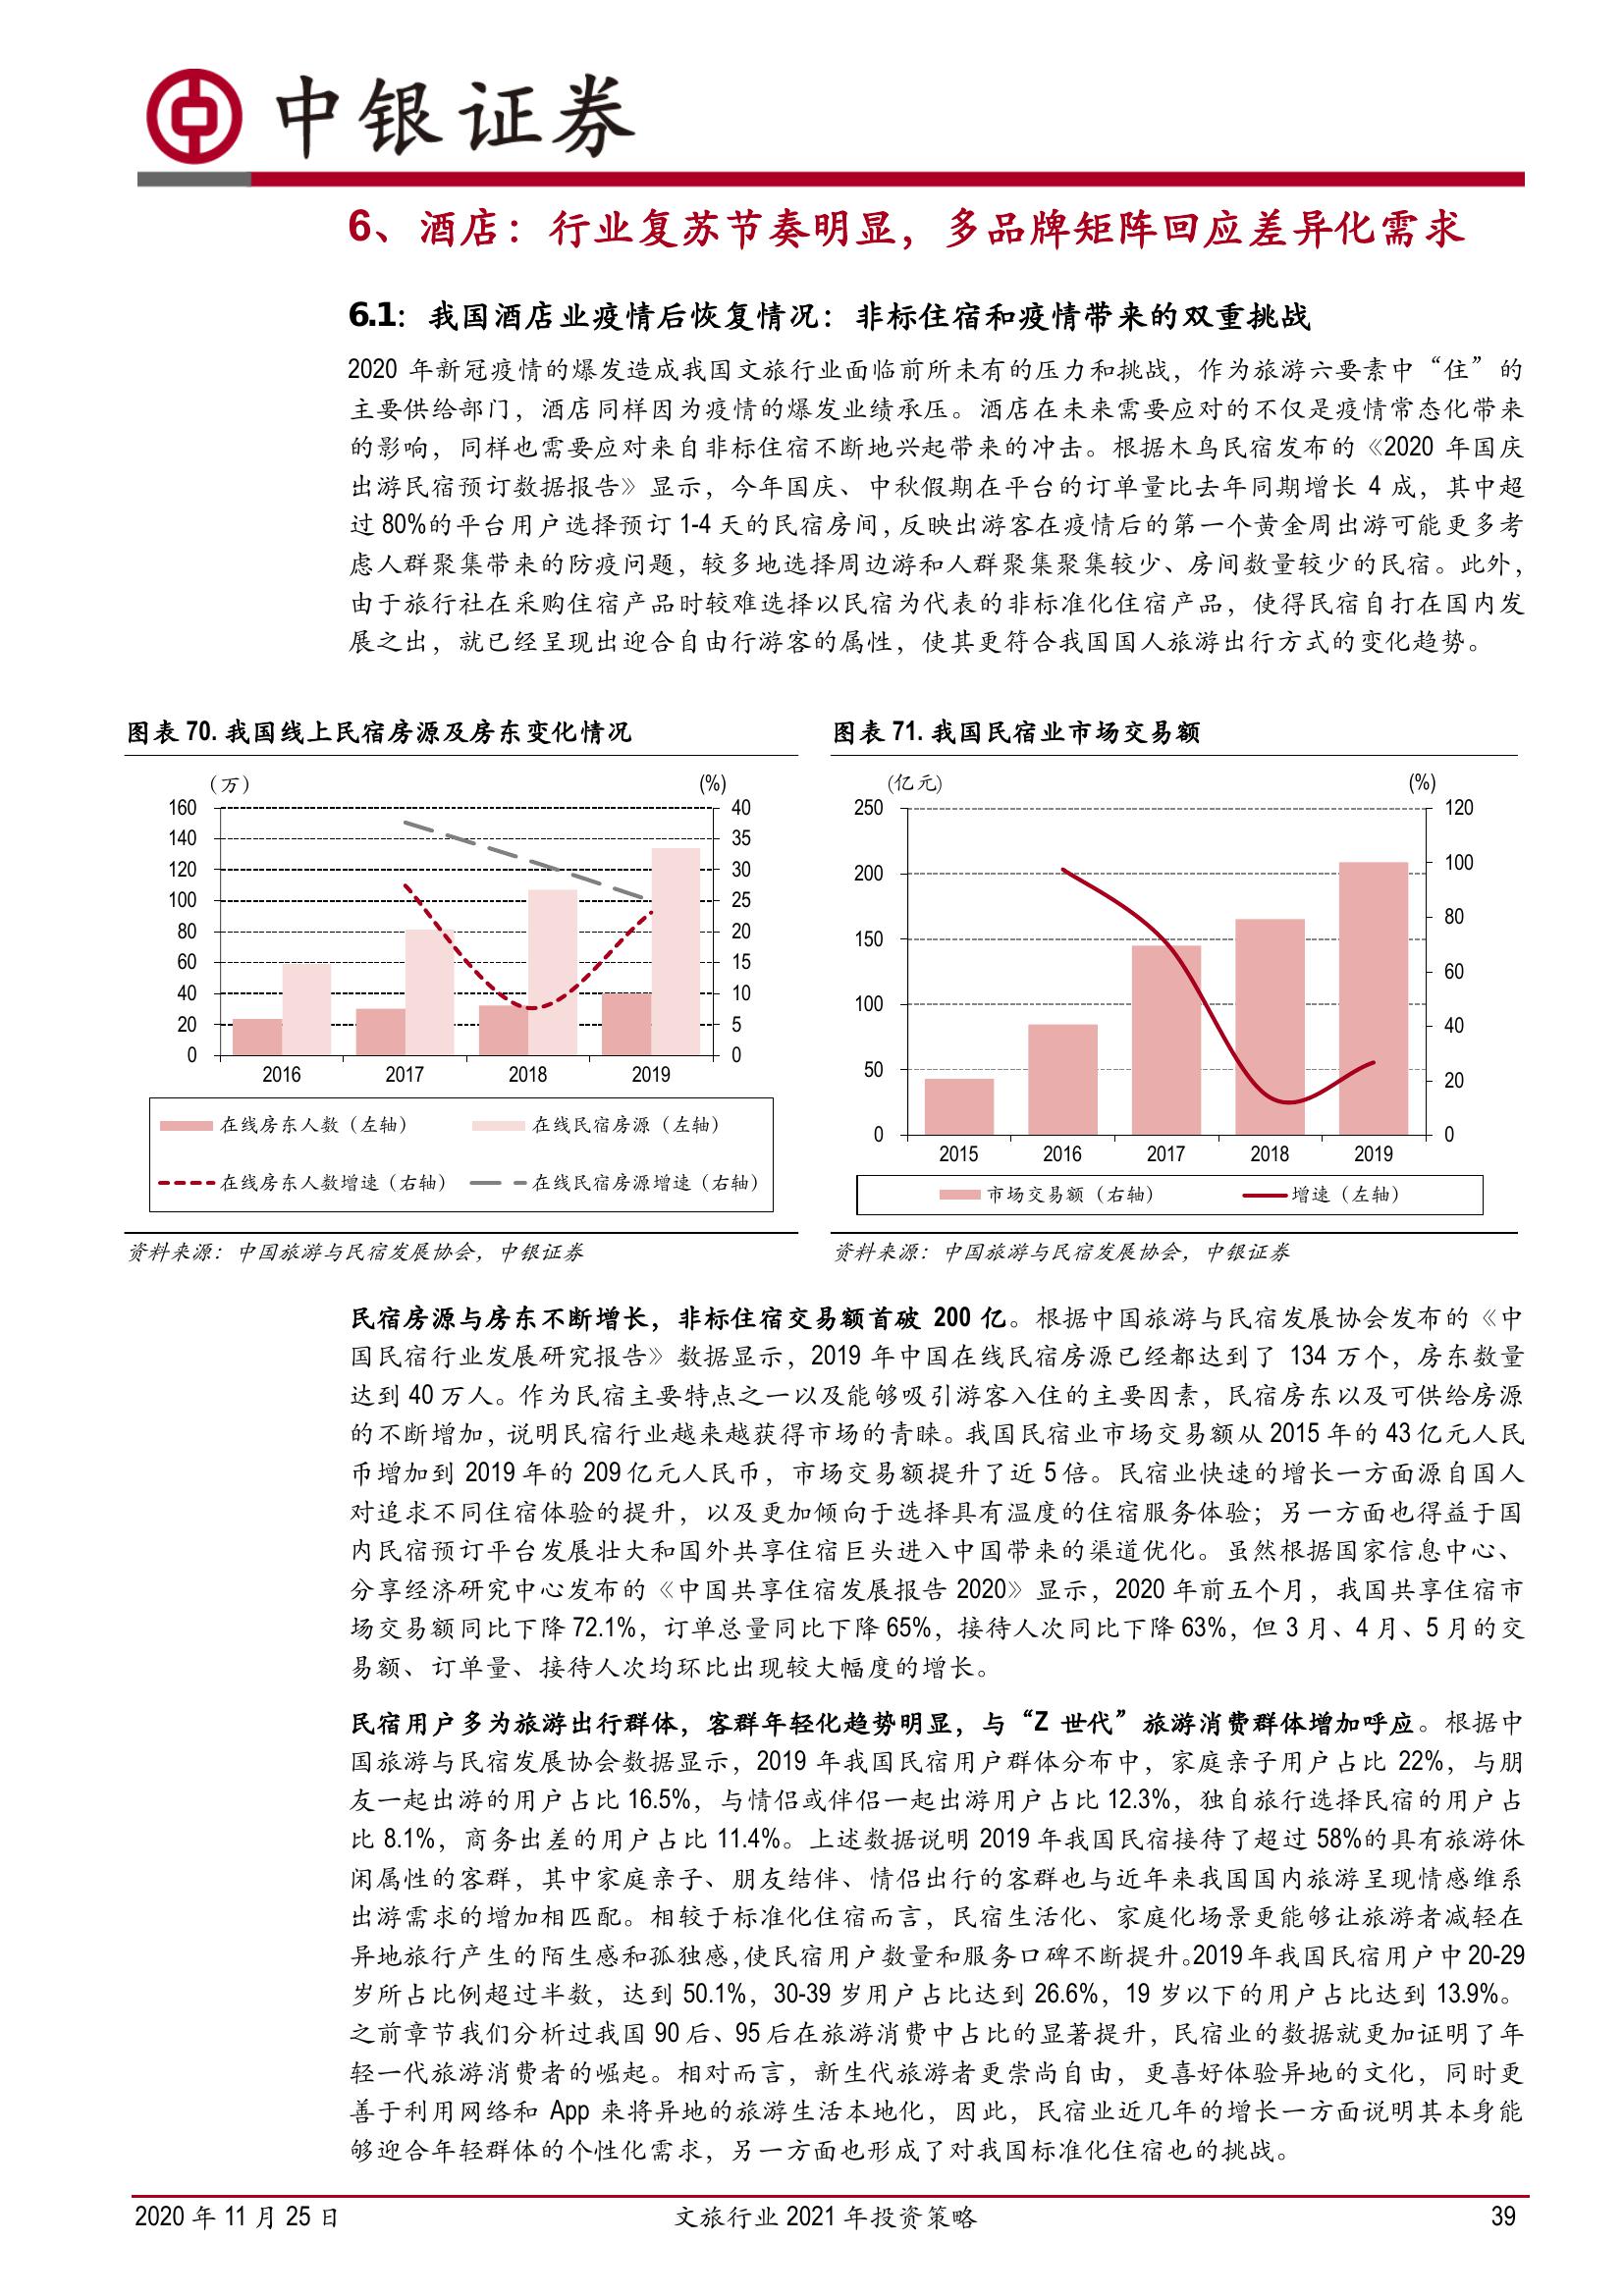 中银证券
6、酒店：行业复苏节奏明显，多品牌矩阵回应差异化需求
6.1：我国酒店业疫情后恢复情况：非标住宿和疫情带来的双重挑战
2020 年新冠疫情的爆发造成我国文旅行业面临前所未有的压力和挑战，作为旅游六要素中“住”的
主要供给部门，酒店同样因为疫情的爆发业绩承压。酒店在未来需要应对的不仅是疫情常态化带来
的影响，同样也需要应对来自非标住宿不断地兴起带来的冲击。根据木鸟民宿发布的《2020 年国庆
出游民宿预订数据报告》显示，今年国庆、中秋假期在平台的订单量比去年同期增长 4 成，其中超
过 80%的平台用户选择预订 1-4 天的民宿房间，反映出游客在疫情后的第一个黄金周出游可能更多考
虑人群聚集带来的防疫问题，较多地选择周边游和人群聚集聚集较少、房间数量较少的民宿。此外，
由于旅行社在采购住宿产品时较难选择以民宿为代表的非标准化住宿产品，使得民宿自打在国内发
展之出，就已经呈现出迎合自由行游客的属性，使其更符合我国国人旅游出行方式的变化趋势。
图表 70. 我国线上民宿房源及房东变化情况
（万）
(%)
160
140
120
100
80
60
40
20
0
40
35
30
25
20
15
10
5
0
2016
2017
2018
2019
在线房东人数（左轴）
在线民宿房源（左轴）
在线房东人数增速（右轴）
在线民宿房源增速（右轴）
资料来源：中国旅游与民宿发展协会，中银证券
图表 71. 我国民宿业市场交易额
(亿元)
(%)
250
200
150
100
50
0
120
100
80
60
40
20
0
2015
2016
2017
2018
2019
市场交易额（右轴）
增速（左轴）
资料来源：中国旅游与民宿发展协会，中银证券
民宿房源与房东不断增长，非标住宿交易额首破 200 亿。根据中国旅游与民宿发展协会发布的《中
国民宿行业发展研究报告》数据显示，2019 年中国在线民宿房源已经都达到了 134 万个，房东数量
达到 40 万人。作为民宿主要特点之一以及能够吸引游客入住的主要因素，民宿房东以及可供给房源
的不断增加，说明民宿行业越来越获得市场的青睐。我国民宿业市场交易额从 2015 年的 43 亿元人民
币增加到 2019 年的 209 亿元人民币，市场交易额提升了近 5 倍。民宿业快速的增长一方面源自国人
对追求不同住宿体验的提升，以及更加倾向于选择具有温度的住宿服务体验；另一方面也得益于国
内民宿预订平台发展壮大和国外共享住宿巨头进入中国带来的渠道优化。虽然根据国家信息中心、
分享经济研究中心发布的《中国共享住宿发展报告 2020》显示，2020 年前五个月，我国共享住宿市
场交易额同比下降 72.1%，订单总量同比下降 65%，接待人次同比下降 63%，但 3 月、4 月、5 月的交
易额、订单量、接待人次均环比出现较大幅度的增长。
民宿用户多为旅游出行群体，客群年轻化趋势明显，与“Z 世代”旅游消费群体增加呼应。根据中
国旅游与民宿发展协会数据显示，2019 年我国民宿用户群体分布中，家庭亲子用户占比 22%，与朋
友一起出游的用户占比 16.5%，与情侣或伴侣一起出游用户占比 12.3%，独自旅行选择民宿的用户占
比 8.1%，商务出差的用户占比 11.4%。上述数据说明 2019 年我国民宿接待了超过 58%的具有旅游休
闲属性的客群，其中家庭亲子、朋友结伴、情侣出行的客群也与近年来我国国内旅游呈现情感维系
出游需求的增加相匹配。相较于标准化住宿而言，民宿生活化、家庭化场景更能够让旅游者减轻在
异地旅行产生的陌生感和孤独感，使民宿用户数量和服务口碑不断提升。2019 年我国民宿用户中 20-29
岁所占比例超过半数，达到 50.1%，30-39 岁用户占比达到 26.6%，19 岁以下的用户占比达到 13.9%。
之前章节我们分析过我国 90 后、95 后在旅游消费中占比的显著提升，民宿业的数据就更加证明了年
轻一代旅游消费者的崛起。相对而言，新生代旅游者更崇尚自由，更喜好体验异地的文化，同时更
善于利用网络和 App 来将异地的旅游生活本地化，因此，民宿业近几年的增长一方面说明其本身能
够迎合年轻群体的个性化需求，另一方面也形成了对我国标准化住宿也的挑战。
2020 年 11 月 25 日
文旅行业 2021 年投资策略
39